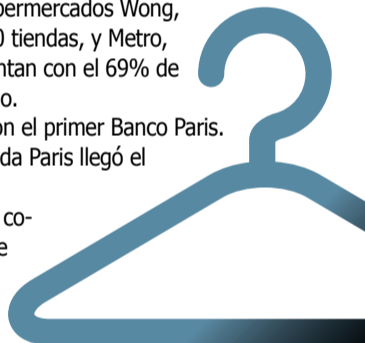 permercados Wong,
0 tiendas, y Metro,
ntan con el 69% de
o.
on el primer Banco Paris.
da Paris llegó el
co-
e